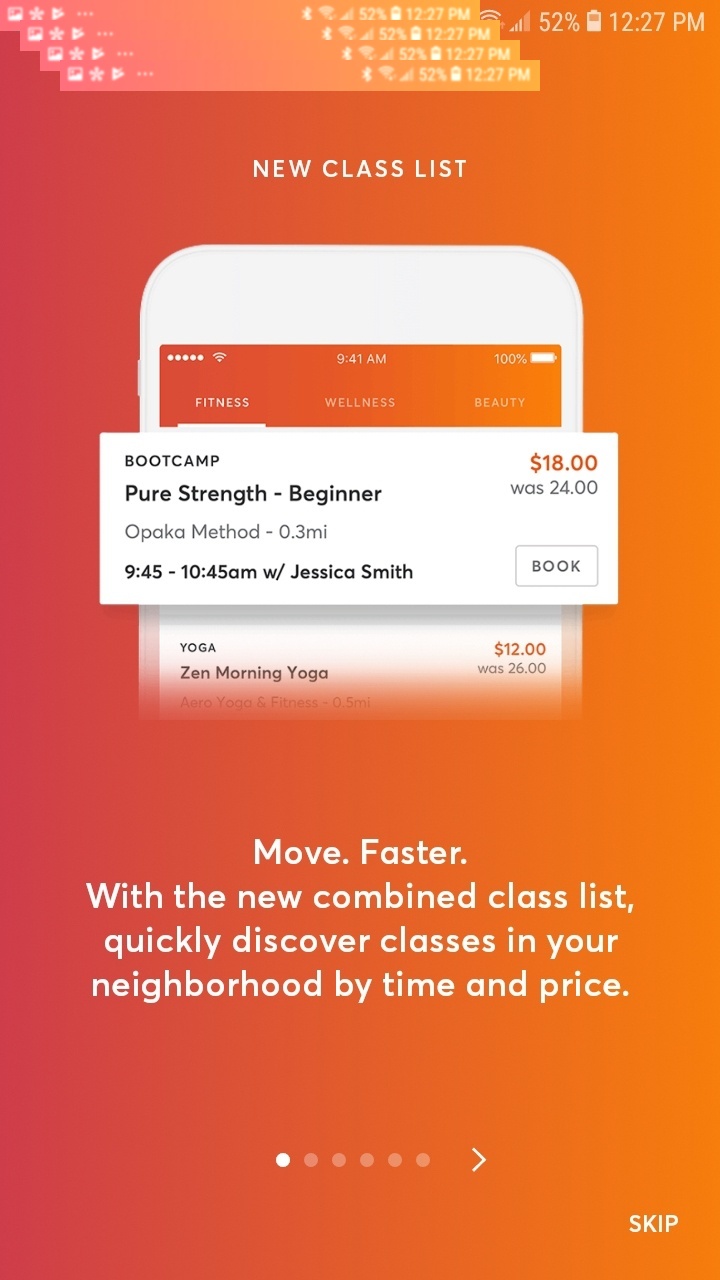 52% 12:27 PM
52% 12:27 PM
52% 12:27 PM
52% 12:27 PM
52% 12:27 PM
NEW CLASS LIST
9:41 AM 100%
FITNESS WELLNESS BEAUTY
BOOTCAMP $18.00
Pure Strength - Beginner was 24.00
Opaka Method - 0.3mi
9:45 - 10:45am w/ Jessica Smith BOOK
YOGA $12.00
Zen Morning Yoga was 26.00
Aero Yoga & Fitness - 0.5mi
Move. Faster.
With the new combined class list,
quickly discover classes in your
neighborhood by time and price.
SKIP